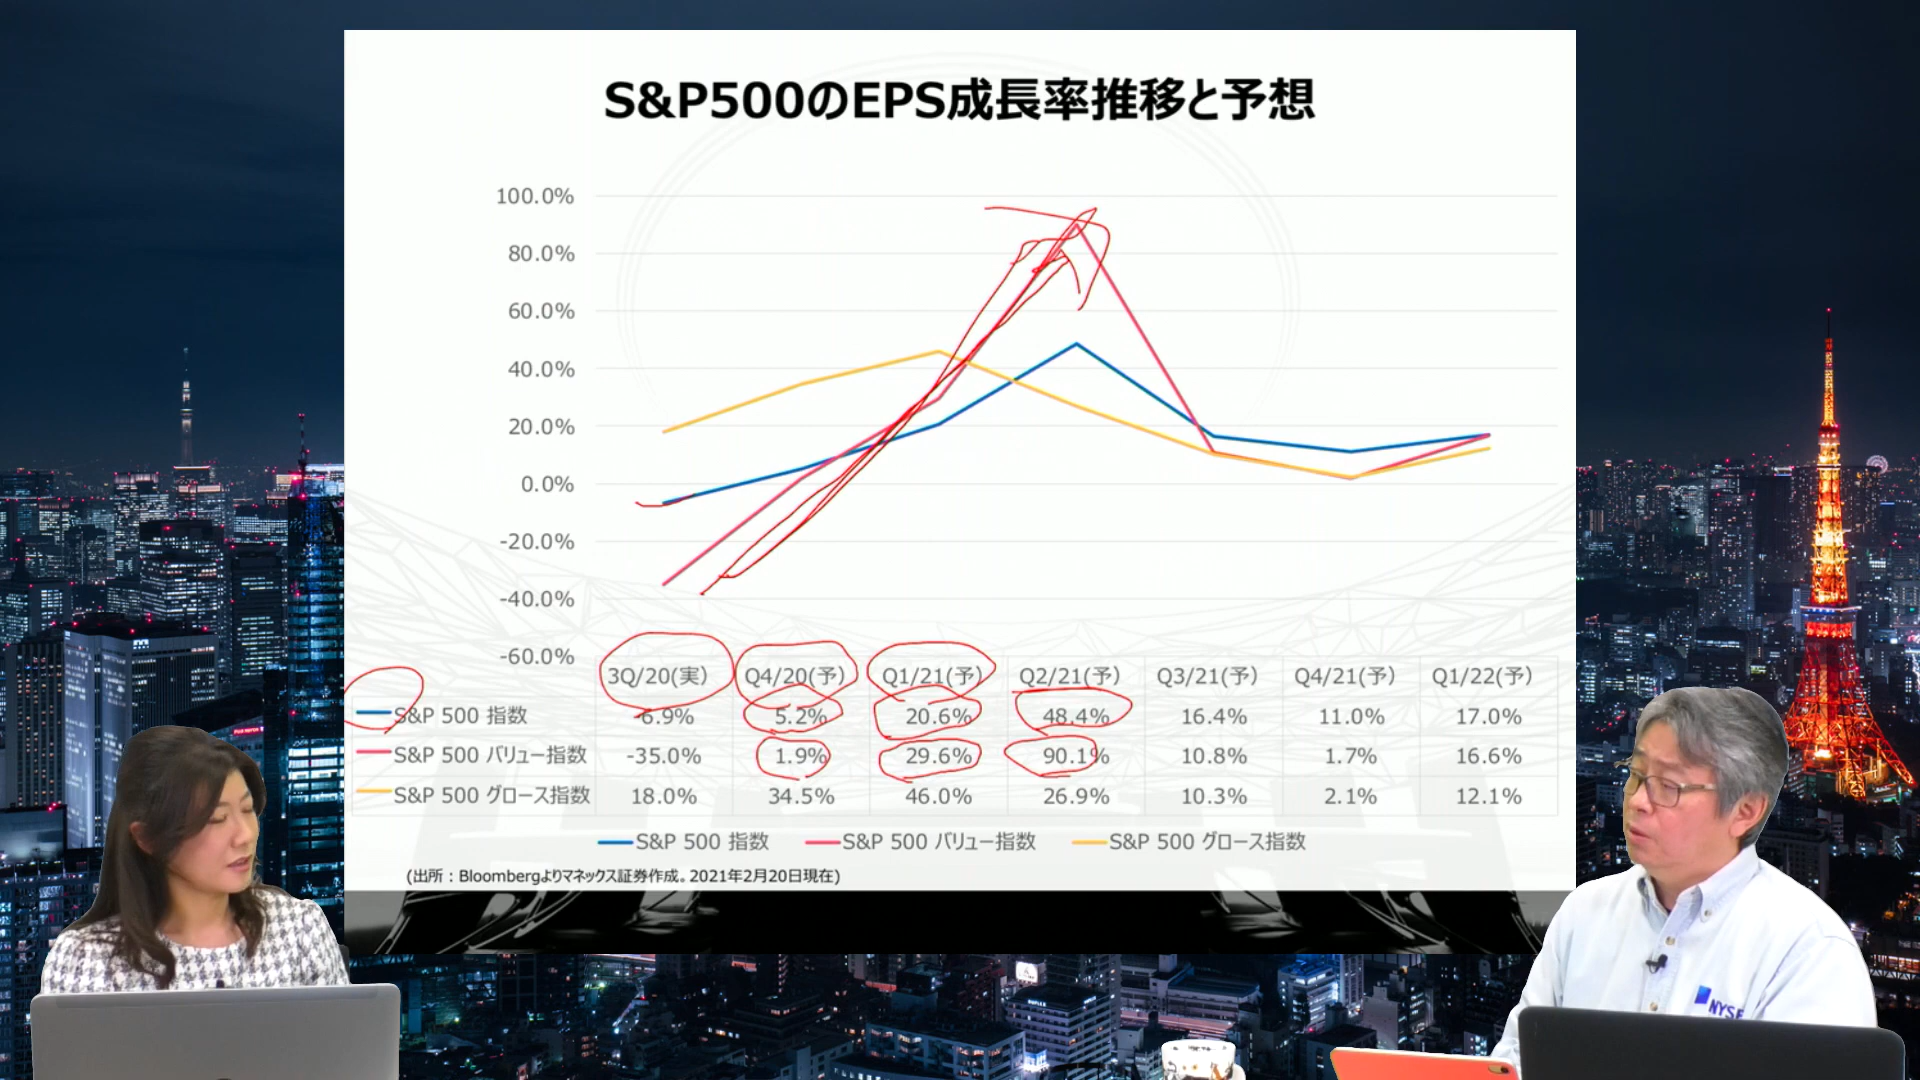 S&P500のEPS成長率推移と予想
100.0%
80.0%
60.0%
40.0%
20.0%
0.0%
-20.0%
-40.0%
-60.0%
3Q/20(実) Q4/20(予) Q1/21(予) Q2/21(予) Q3/21(予) Q4/21(予) Q1/22(予)
S&P 500 指数 -6.9% 5.2% 20.6% 48.4% 16.4% 11.0% 17.0%
S&P 500 バリュー指数 -35.0% 1.9% 29.6% 90.1% 10.8% 1.7% 16.6%
S&P 500 グロース指数 18.0% 34.5% 46.0% 26.9% 10.3% 2.1% 12.1%
S&P 500 指数 S&P 500 バリュー指数 S&P 500 グロース指数
(出所：Bloombergよりマネックス証券作成。2021年2月20日現在)
NYSE